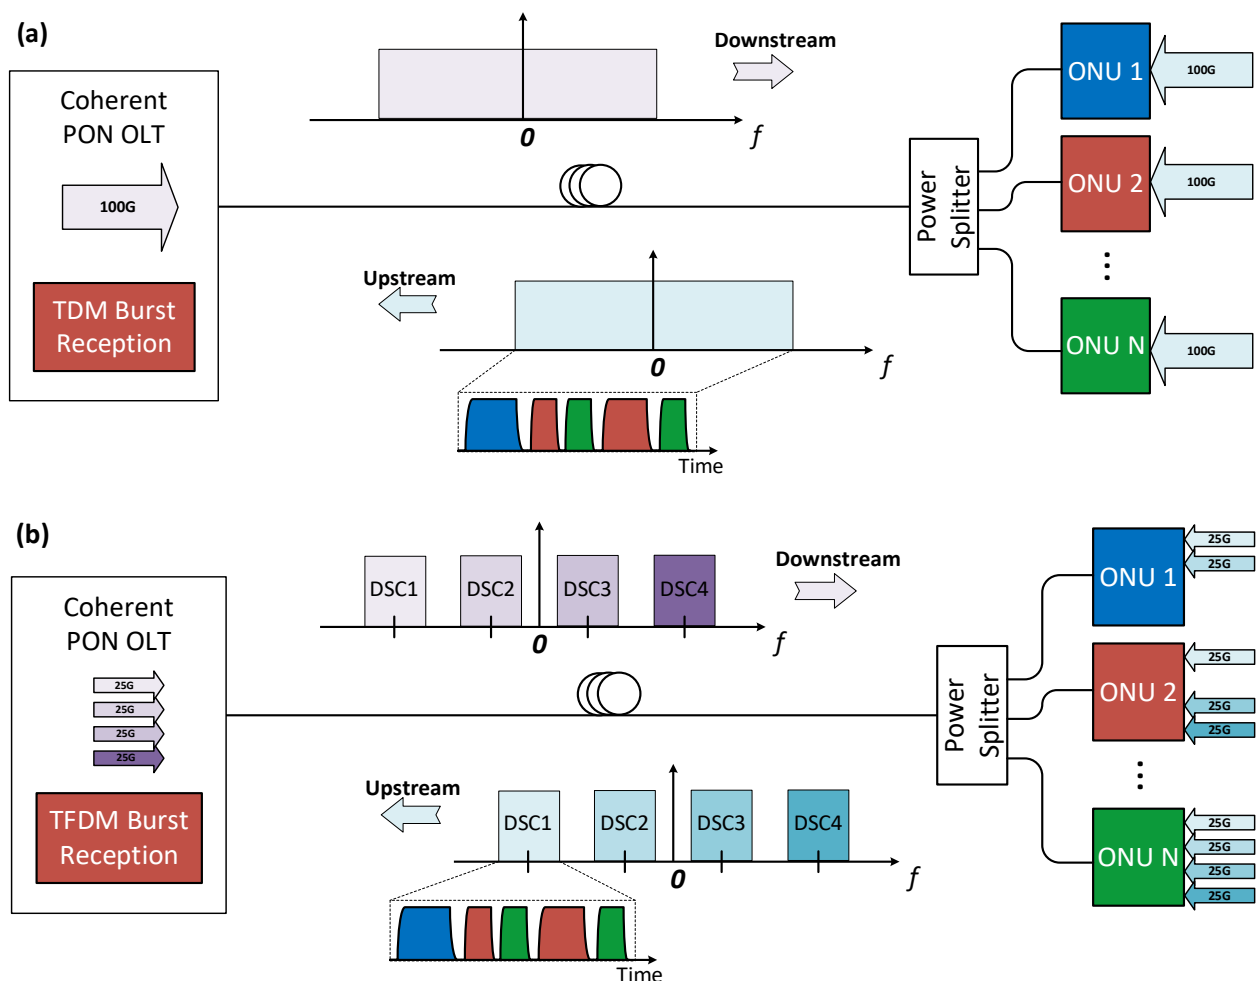 (a)
Coherent
PON OLT
100G
TDM Burst
Reception
0
f
Downstream
Upstream
0
f
Time
Power
Splitter
ONU 1
100G
ONU 2
100G
...
ONU N
100G
(b)
Coherent
PON OLT
25G
25G
25G
25G
TFDM Burst
Reception
DSC1
DSC2
DSC3
DSC4
0
f
Downstream
Upstream
DSC1
DSC2
DSC3
DSC4
0
f
Time
Power
Splitter
ONU 1
25G
25G
ONU 2
25G
25G
25G
...
ONU N
25G
25G
25G
25G